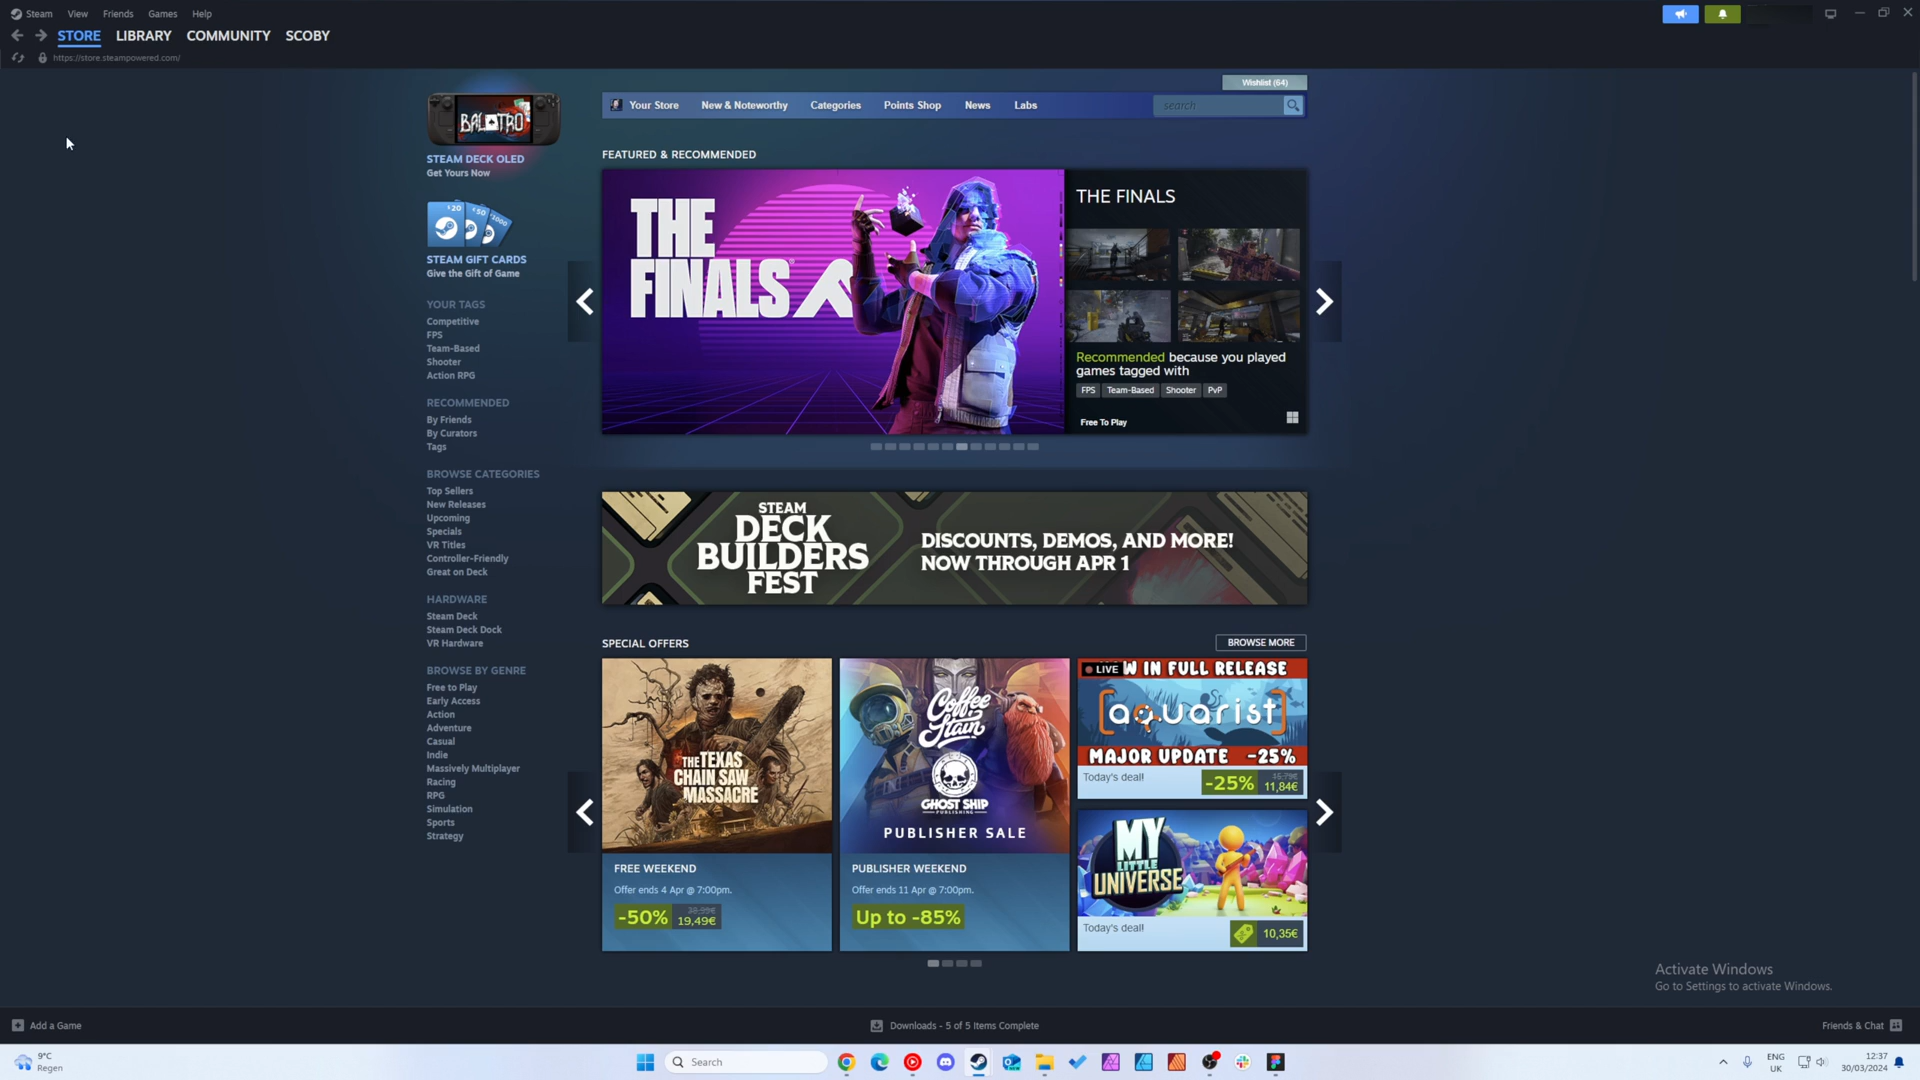 Steam View Friends Games Help
STORE LIBRARY COMMUNITY SCOBY
https://store.steampowered.com/
Wishlist (64)
Your Store New & Noteworthy Categories Points Shop News Labs search
BALATRO
STEAM DECK OLED
Get Yours Now
$20 $50 $1000
STEAM GIFT CARDS
Give the Gift of Game
YOUR TAGS
Competitive
FPS
Team-Based
Shooter
Action RPG
RECOMMENDED
By Friends
By Curators
Tags
BROWSE CATEGORIES
Top Sellers
New Releases
Upcoming
Specials
VR Titles
Controller-Friendly
Great on Deck
HARDWARE
Steam Deck
Steam Deck Dock
VR Hardware
BROWSE BY GENRE
Free to Play
Early Access
Action
Adventure
Casual
Indie
Massively Multiplayer
Racing
RPG
Simulation
Sports
Strategy
FEATURED & RECOMMENDED
THE
FINALS
THE FINALS
Recommended because you played
games tagged with
FPS Team-Based Shooter PvP
Free To Play
STEAM
DECK
BUILDERS
FEST
DISCOUNTS, DEMOS, AND MORE!
NOW THROUGH APR 1
SPECIAL OFFERS
BROWSE MORE
THE TEXAS
CHAIN SAW
MASSACRE
FREE WEEKEND
Offer ends 4 Apr @ 7:00pm.
-50% 19,49€
Coffee
Stain
GHOST SHIP
PUBLISHING
PUBLISHER SALE
PUBLISHER WEEKEND
Offer ends 11 Apr @ 7:00pm.
Up to -85%
LIVE W IN FULL RELEASE
aquarist
MAJOR UPDATE -25%
Today's deal!
-25% 15,79€
11,84€
MY
LITTLE
UNIVERSE
Today's deal!
10,35€
Activate Windows
Go to Settings to activate Windows.
Add a Game
Downloads - 5 of 5 Items Complete
Friends & Chat
9°C
Regen
Search
ENG
UK
12:37
30/03/2024